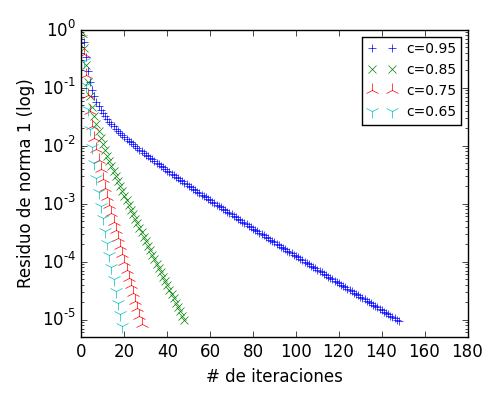 10^0
10^-1
10^-2
10^-3
10^-4
10^-5
Residuo de norma 1 (log)
c=0.95
c=0.85
c=0.75
c=0.65
0 20 40 60 80 100 120 140 160 180
# de iteraciones